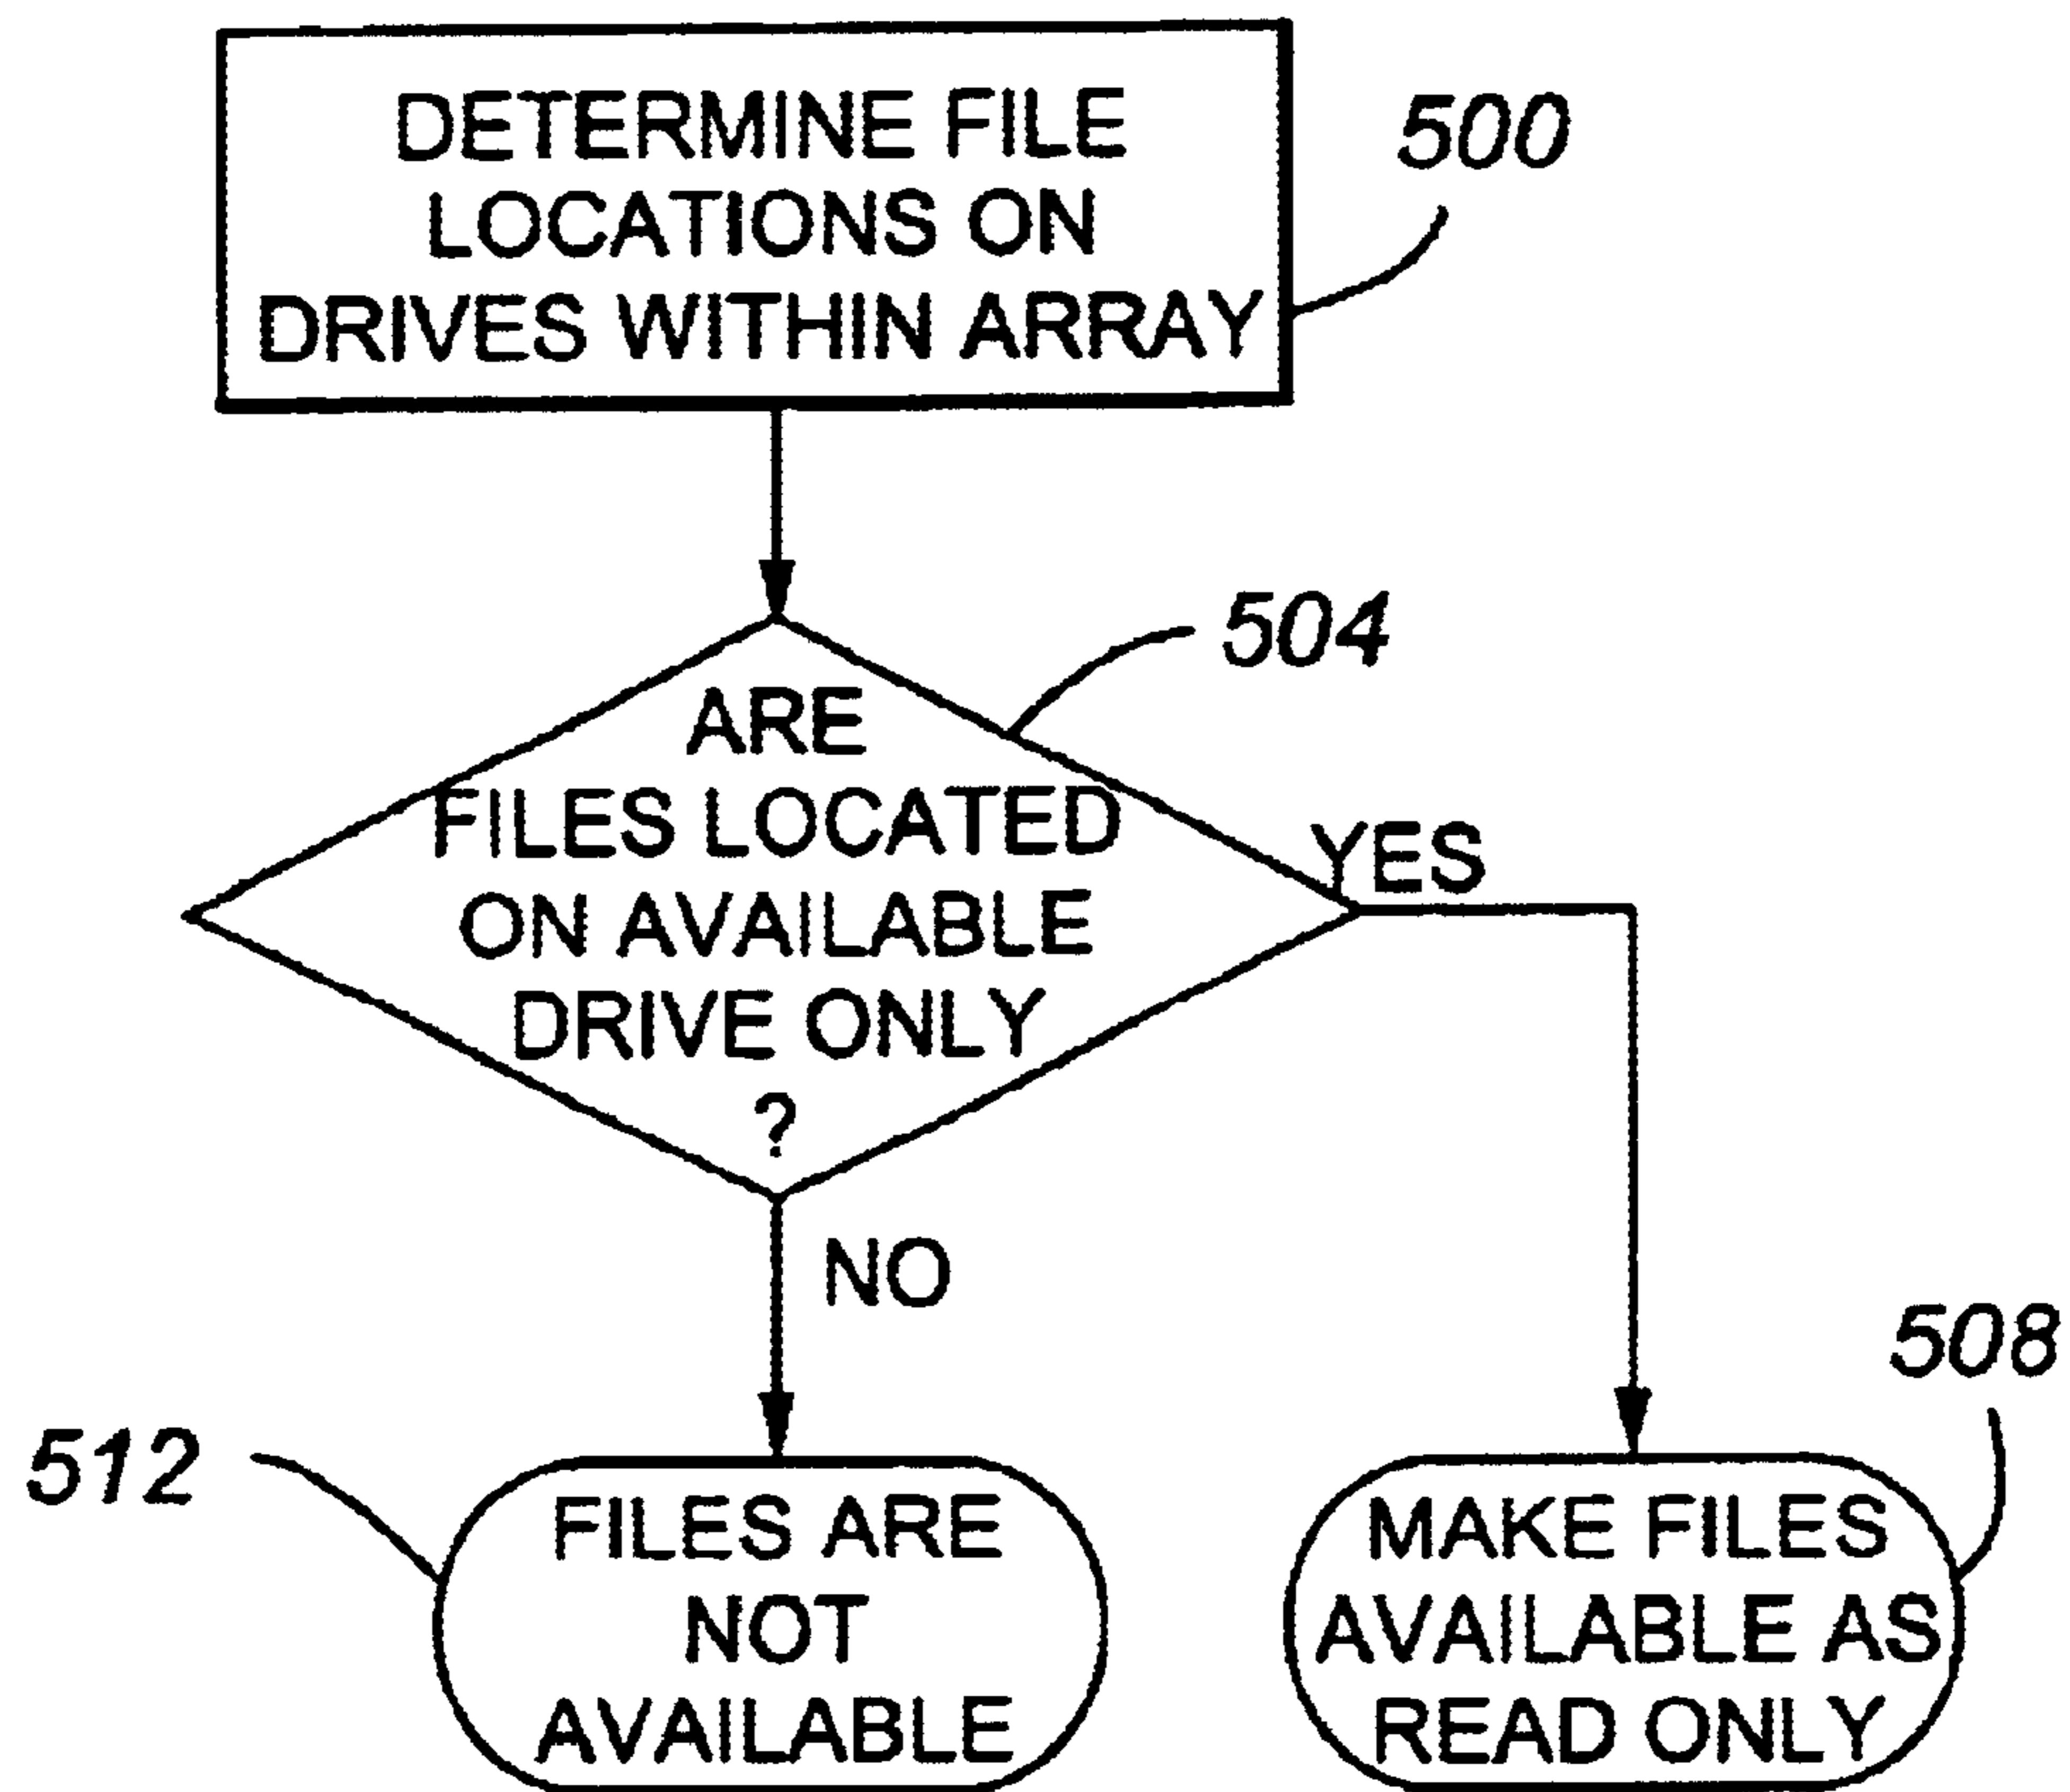 DETERMINE FILE
LOCATIONS ON
DRIVES WITHIN ARRAY
500
504
ARE
FILES LOCATED
ON AVAILABLE
DRIVE ONLY
?
YES
NO
508
512
FILES ARE
NOT
AVAILABLE
MAKE FILES
AVAILABLE AS
READ ONLY